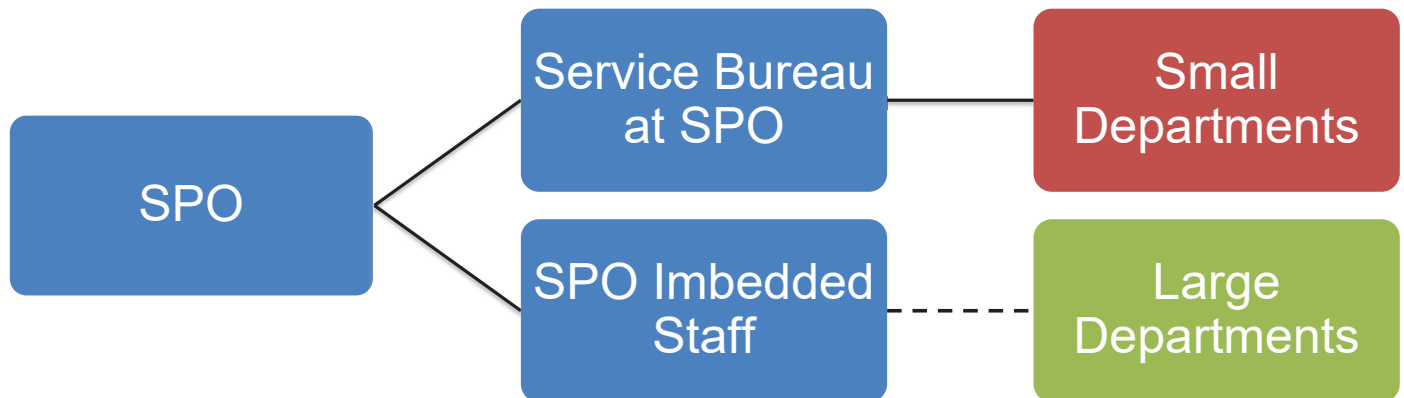 SPO
Service Bureau
at SPO
Small
Departments
SPO Imbedded
Staff
Large
Departments